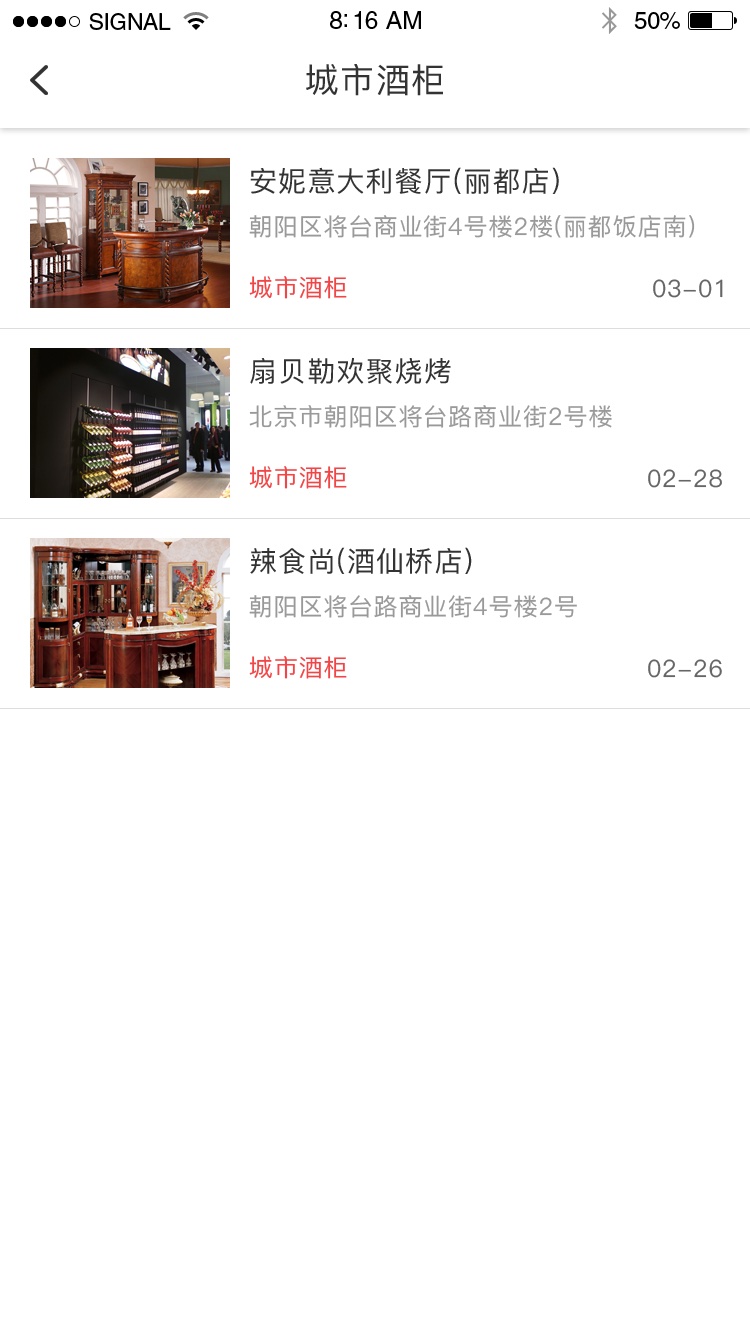 SIGNAL 8:16 AM 50%
城市酒柜
安妮意大利餐厅(丽都店)
朝阳区将台商业街4号楼2楼(丽都饭店南)
城市酒柜 03-01
扇贝勒欢聚烧烤
北京市朝阳区将台路商业街2号楼
城市酒柜 02-28
辣食尚(酒仙桥店)
朝阳区将台路商业街4号楼2号
城市酒柜 02-26